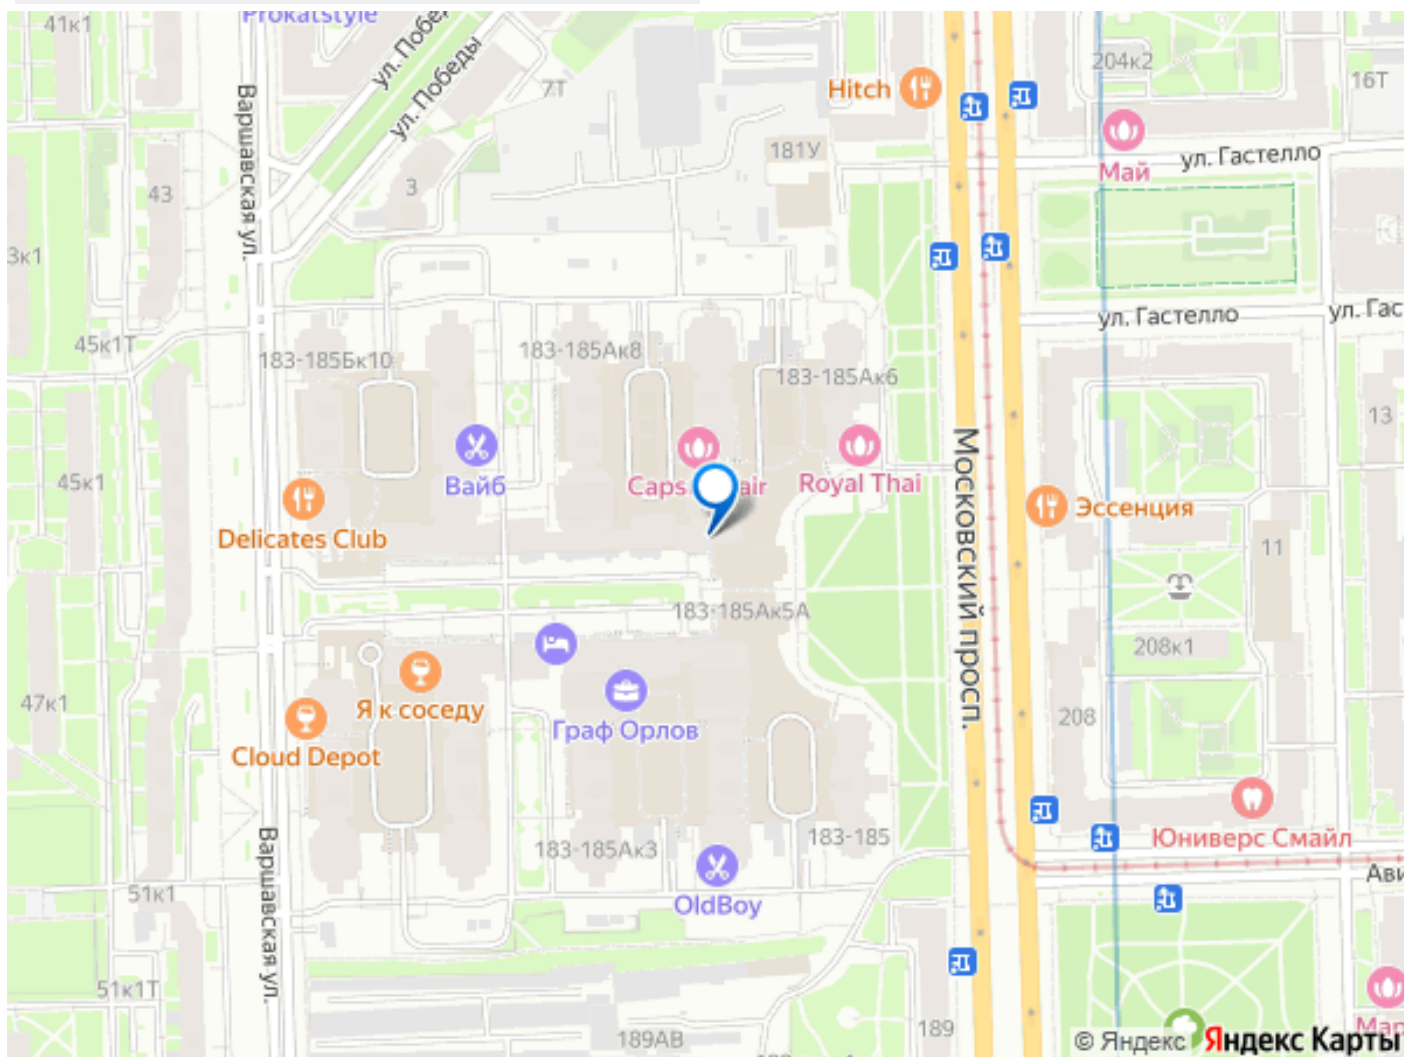 41к1
Prokatstyle
ул. Победы
ул. Победы
7Т
Hitch
204к2
16Т
Варшавская ул.
181У
Май
ул. Гастелло
43
3
3к1
ул. Гастелло
ул. Гас
45к1Т
183-185Бк10
183-185Ак8
183-185Ак6
13
45к1
Вайб
Royal Thai
Московский просп.
Эссенция
Delicates Club
11
183-185Ак5А
208к1
47к1
Я к соседу
Граф Орлов
208
Cloud Depot
183-185Ак3
183-185
Юниверс Смайл
Ави
51к1
Варшавская ул.
OldBoy
51к1Т
189АВ
189
Мар
© Яндекс Яндекс Карты